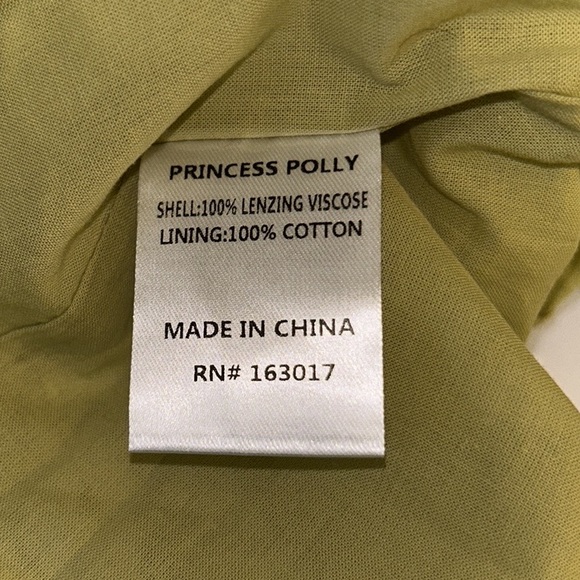 PRINCESS POLLY
SHELL:100% LENZING VISCOSE
LINING:100% COTTON
MADE IN CHINA
RN# 163017